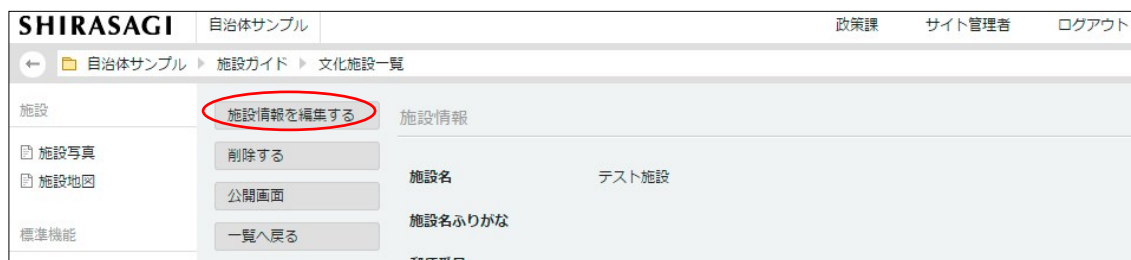 SHIRASAGI 自治体サンプル 政策課 サイト管理者 ログアウト
← 自治体サンプル 施設ガイド 文化施設一覧
施設
施設写真
施設地図
標準機能
施設情報を編集する
削除する
公開画面
一覧へ戻る
施設情報
施設名 テスト施設
施設名ふりがな